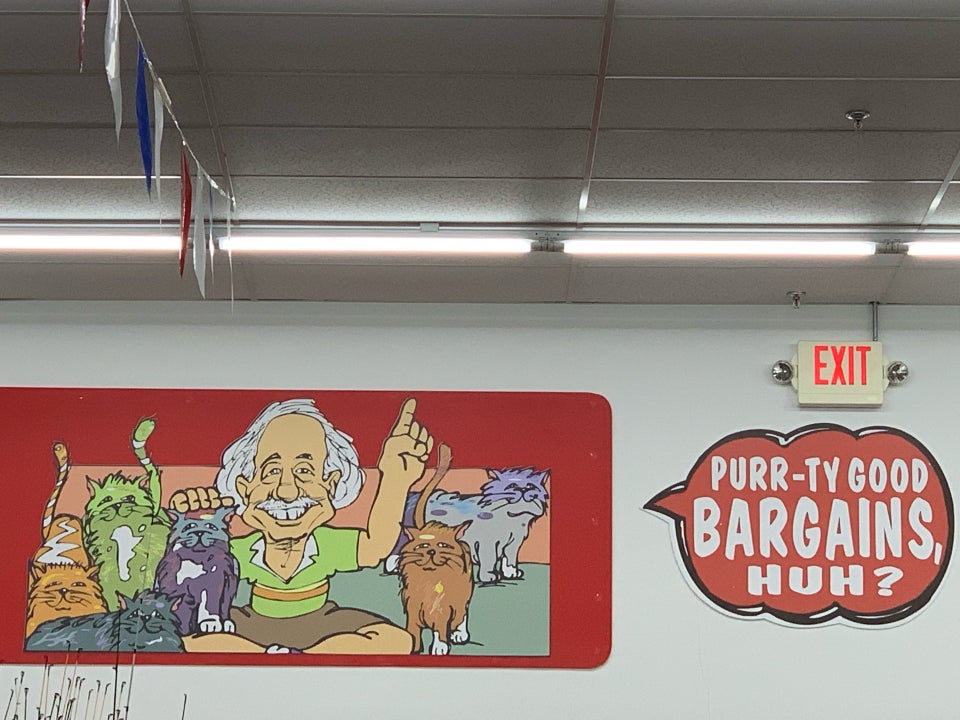 EXIT
PURR-TY GOOD
BARGAINS,
HUH?